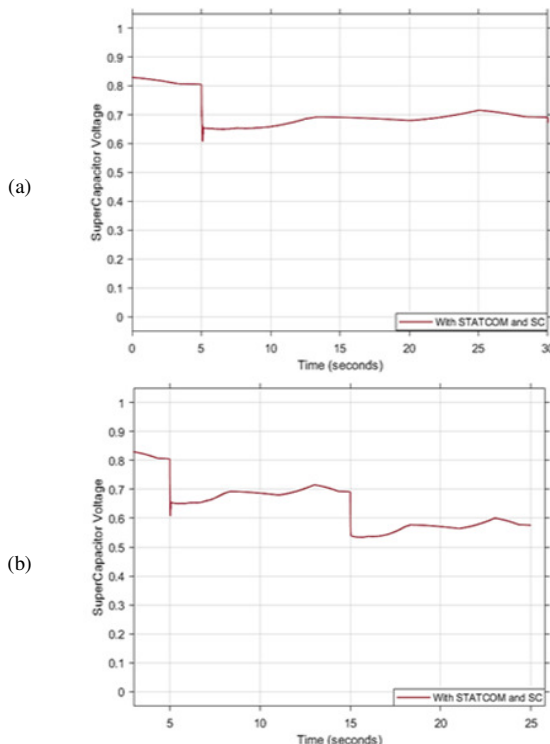 (a)
SuperCapacitor Voltage
1
0.9
0.8
0.7
0.6
0.5
0.4
0.3
0.2
0.1
0
With STATCOM and SC
0 5 10 15 20 25 30
Time (seconds)
(b)
SuperCapacitor Voltage
1
0.9
0.8
0.7
0.6
0.5
0.4
0.3
0.2
0.1
0
With STATCOM and SC
5 10 15 20 25
Time (seconds)